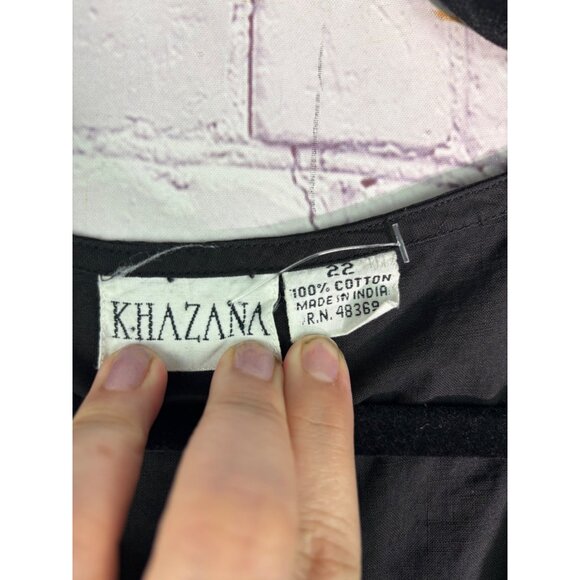 KHAZANA
22
100% COTTON
MADE IN INDIA
R.N. 48369